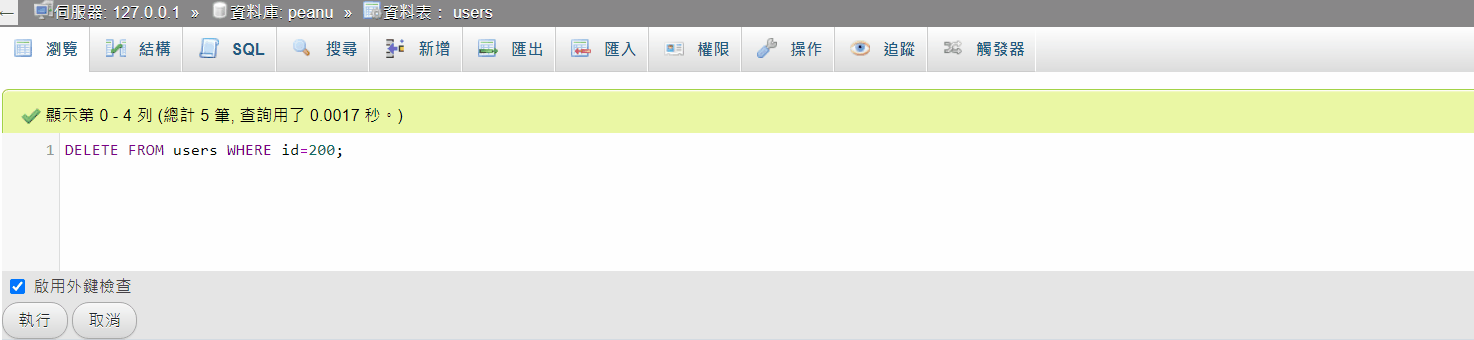 ← 伺服器: 127.0.0.1 » 資料庫: peanu » 資料表: users
瀏覽 結構 SQL 搜尋 新增 匯出 匯入 權限 操作 追蹤 觸發器
顯示第 0 - 4 列 (總計 5 筆, 查詢用了 0.0017 秒。)
1 DELETE FROM users WHERE id=200;
啟用外鍵檢查
執行 取消